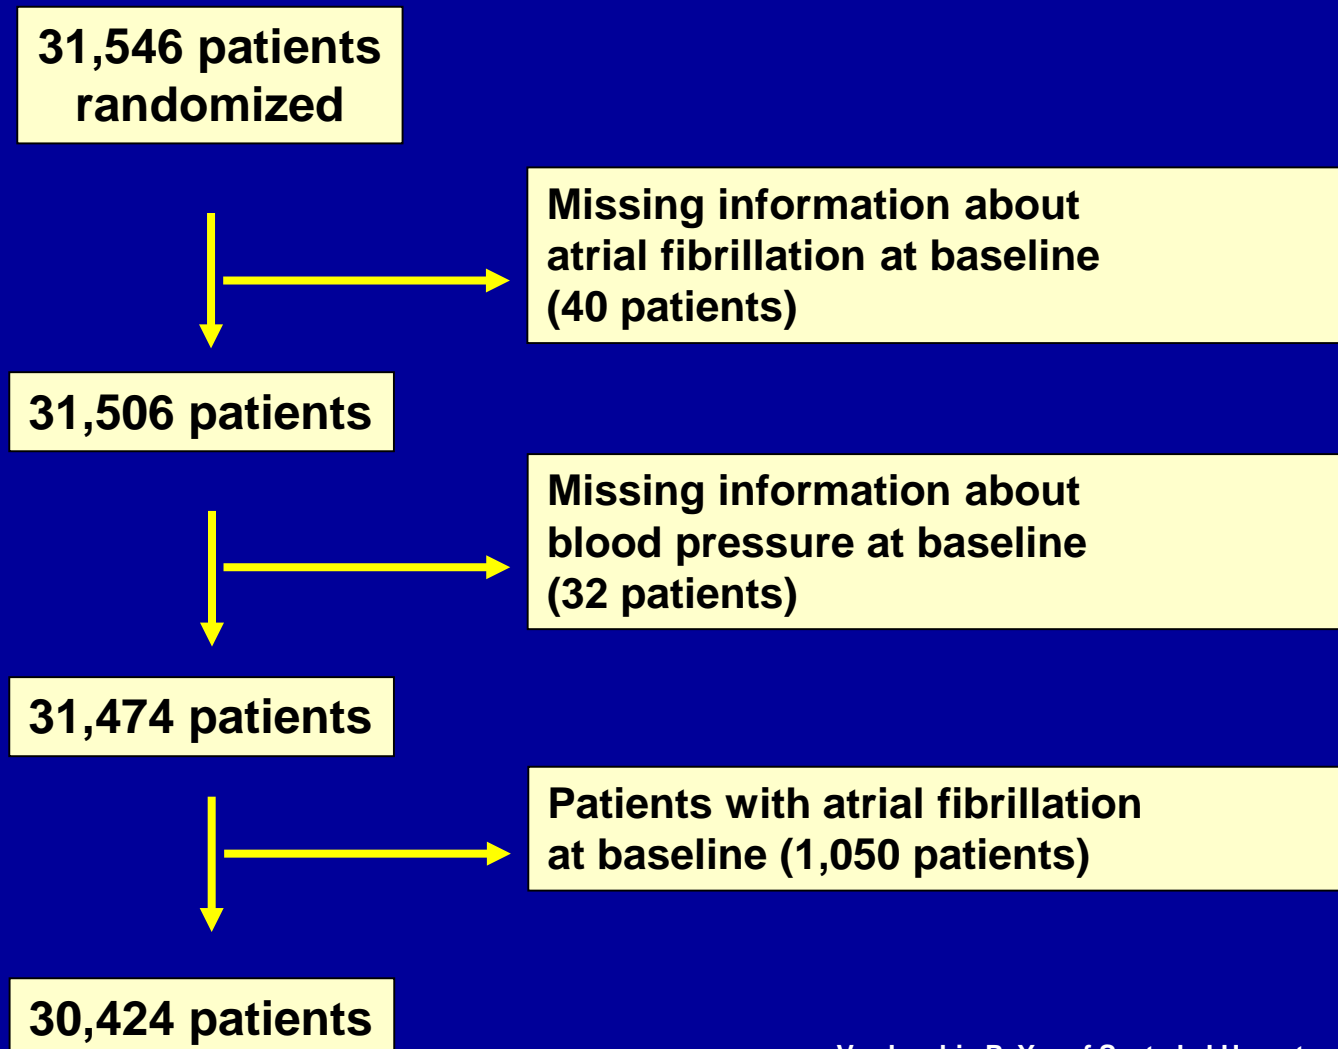 31,546 patients
randomized
Missing information about
atrial fibrillation at baseline
(40 patients)
31,506 patients
Missing information about
blood pressure at baseline
(32 patients)
31,474 patients
Patients with atrial fibrillation
at baseline (1,050 patients)
30,424 patients